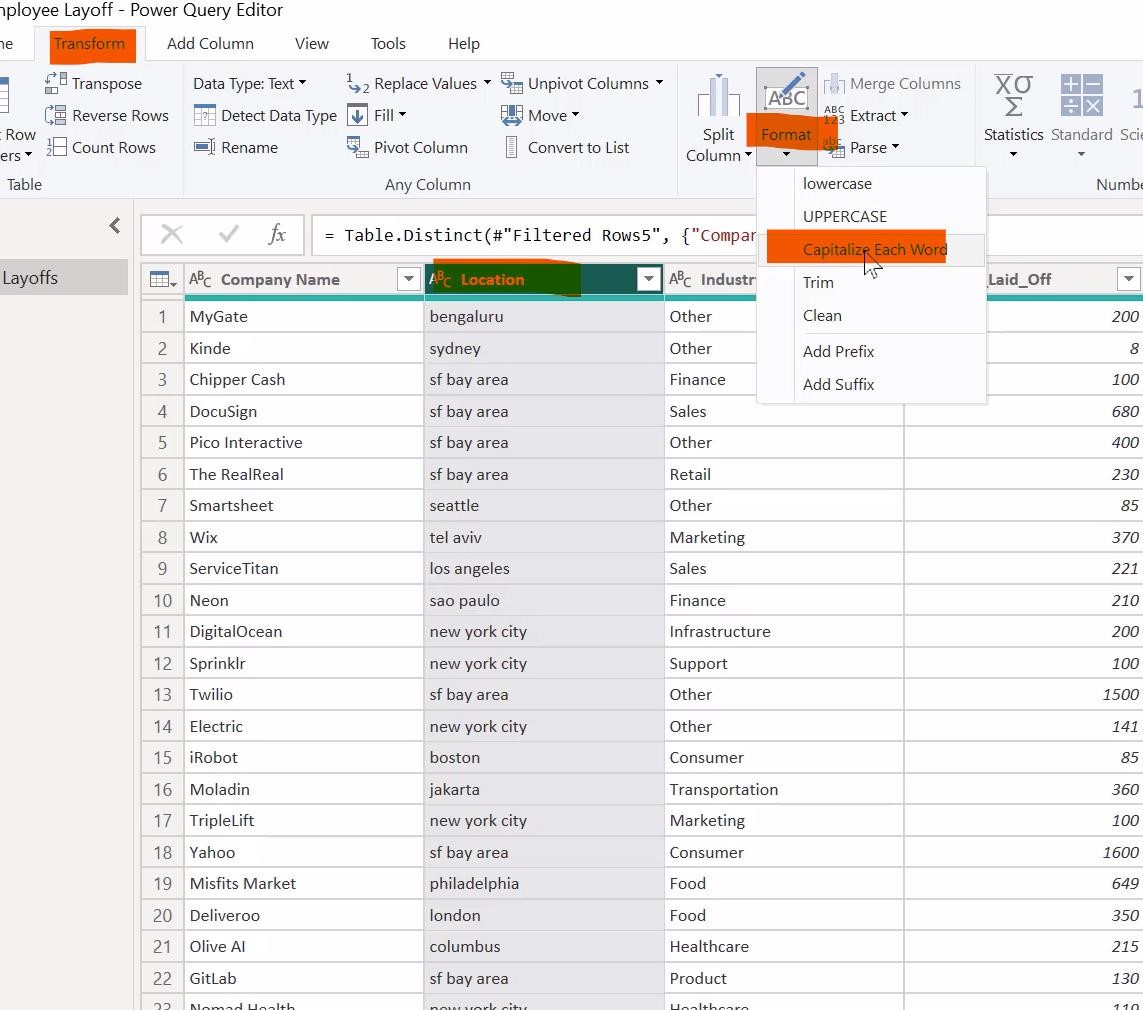 mployee Layoff - Power Query Editor
ne Transform Add Column View Tools Help
Transpose Data Type: Text Replace Values Unpivot Columns Merge Columns
Row Reverse Rows Detect Data Type Fill Move Split Column Format Extract Statistics Standard Scie
ers Count Rows Rename Pivot Column Convert to List Parse
Table Any Column Numbe
lowercase
UPPERCASE
Capitalize Each Word
Trim
Clean
Add Prefix
Add Suffix
fx = Table.Distinct(#"Filtered Rows5", {"Compar
Layoffs
Company Name Location Industr _Laid_Off
1 MyGate bengaluru Other 200
2 Kinde sydney Other 8
3 Chipper Cash sf bay area Finance 100
4 DocuSign sf bay area Sales 680
5 Pico Interactive sf bay area Other 400
6 The RealReal sf bay area Retail 230
7 Smartsheet seattle Other 85
8 Wix tel aviv Marketing 370
9 ServiceTitan los angeles Sales 221
10 Neon sao paulo Finance 210
11 DigitalOcean new york city Infrastructure 200
12 Sprinklr new york city Support 100
13 Twilio sf bay area Other 1500
14 Electric new york city Other 141
15 iRobot boston Consumer 85
16 Moladin jakarta Transportation 360
17 TripleLift new york city Marketing 100
18 Yahoo sf bay area Consumer 1600
19 Misfits Market philadelphia Food 649
20 Deliveroo london Food 350
21 Olive AI columbus Healthcare 215
22 GitLab sf bay area Product 130
23 Nomad Health new york city Healthcare 119